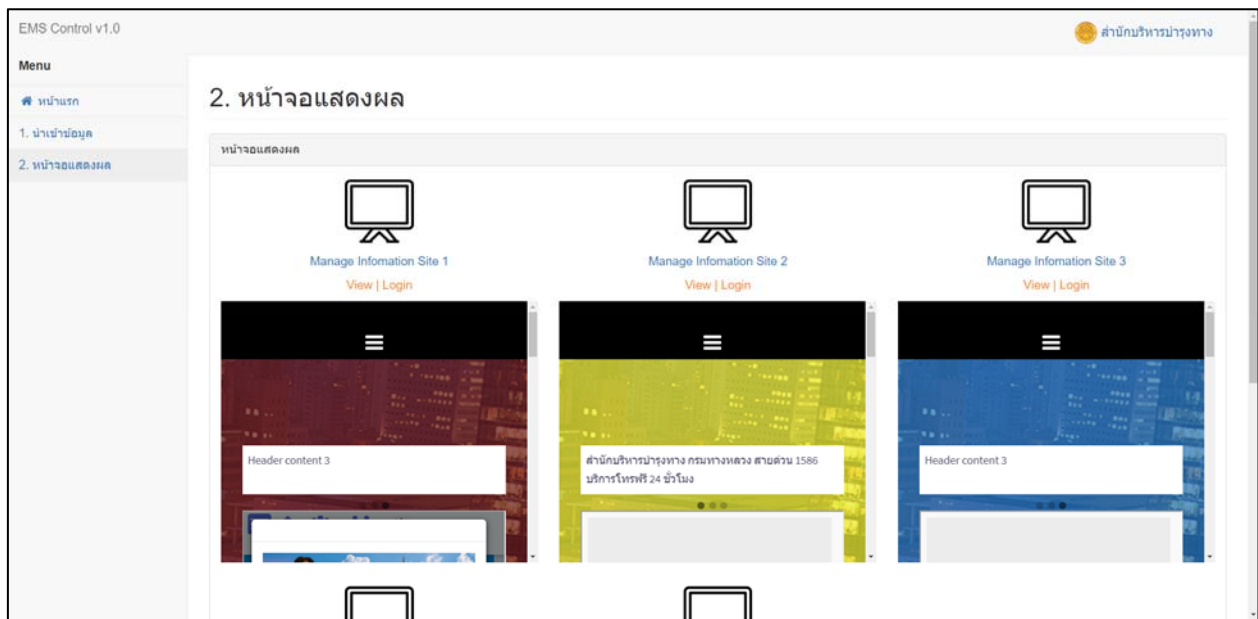 EMS Control v1.0
สำนักบริหารบำรุงทาง
Menu
หน้าแรก
1. นำเข้าข้อมูล
2. หน้าจอแสดงผล
2. หน้าจอแสดงผล
หน้าจอแสดงผล
Manage Infomation Site 1
View | Login
Manage Infomation Site 2
View | Login
Manage Infomation Site 3
View | Login
Header content 3
สำนักบริหารบำรุงทาง กรมทางหลวง สายด่วน 1586
บริการโทรฟรี 24 ชั่วโมง
Header content 3